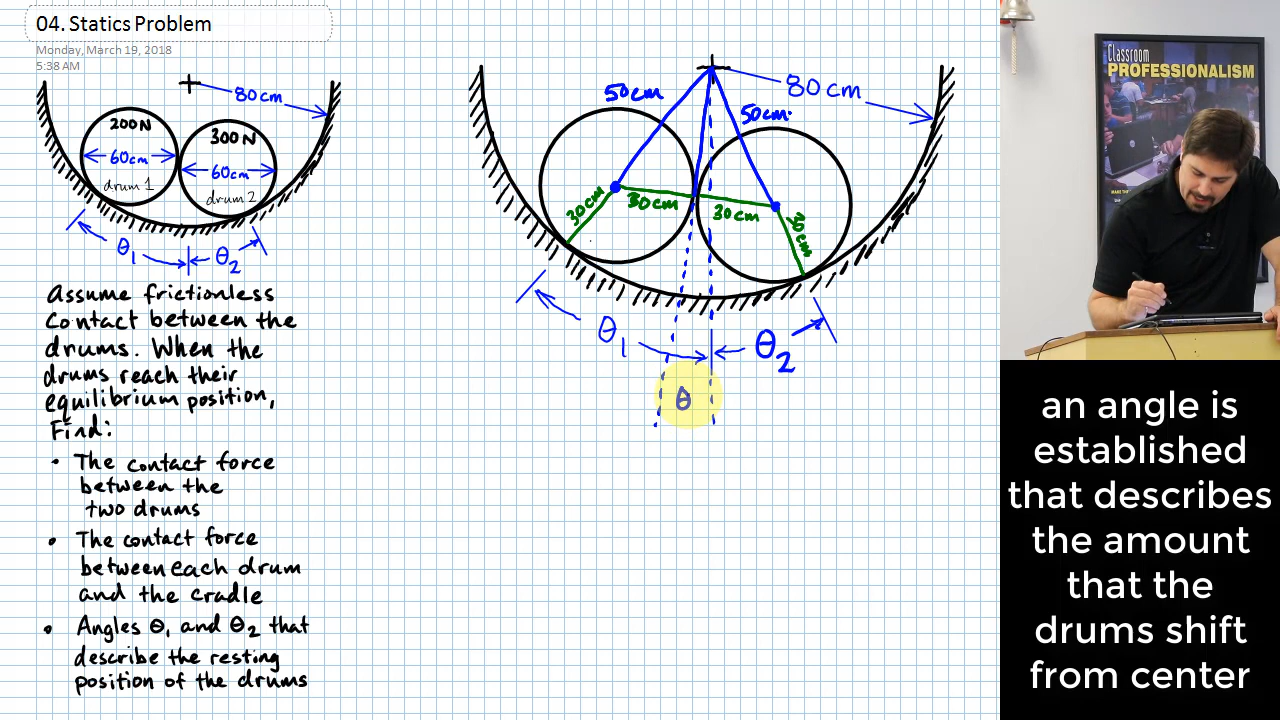 04. Statics Problem
Monday, March 19, 2018
5:38 AM
80cm
200N
300N
60cm
60cm
drum 1
drum 2
θ1
θ2
Assume frictionless
Contact between the
drums. When the
drums reach their
equilibrium position,
Find:
• The contact force
between the
two drums
• The contact force
between each drum
and the cradle
• Angles θ1 and θ2 that
describe the resting
position of the drums
50cm
80cm
50cm
30cm
30cm
30cm
30cm
θ1
θ2
θ
Classroom
PROFESSIONALISM
an angle is
established
that describes
the amount
that the
drums shift
from center